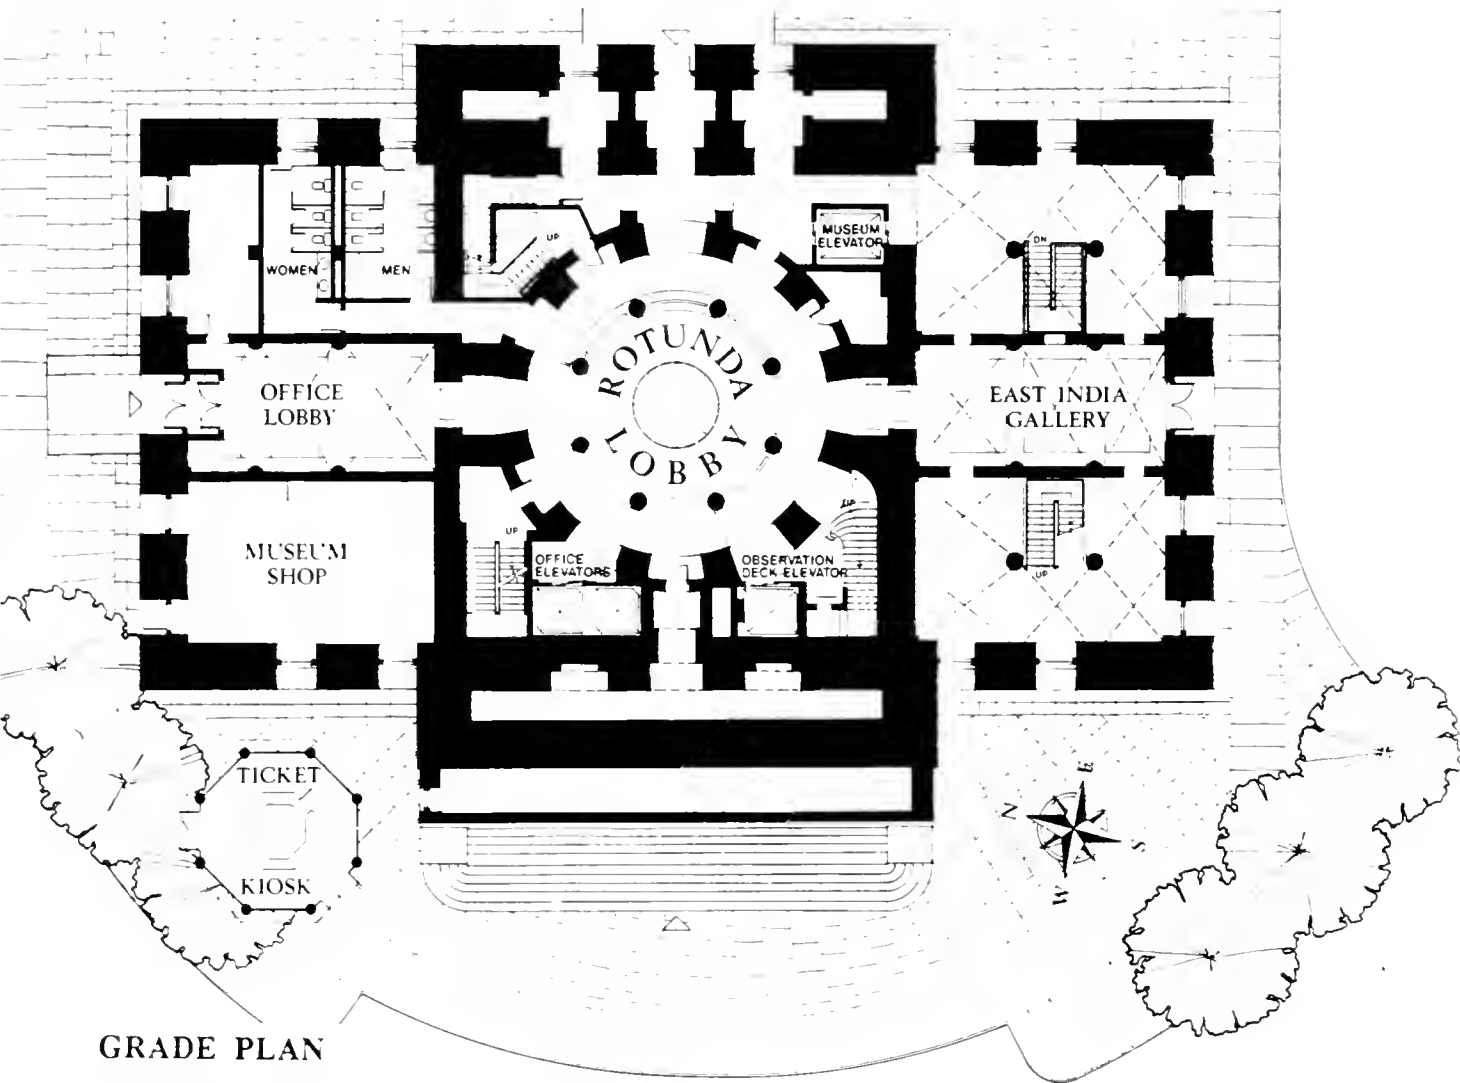 UP
MUSEUM
ELEVATOR
DN
WOMEN
MEN
ROTUNDA
LOBBY
OFFICE
LOBBY
EAST INDIA
GALLERY
UP
UP
MUSEUM
SHOP
OFFICE
ELEVATORS
OBSERVATION
DECK ELEVATOR
UP
TICKET
KIOSK
E
N
S
W
GRADE PLAN